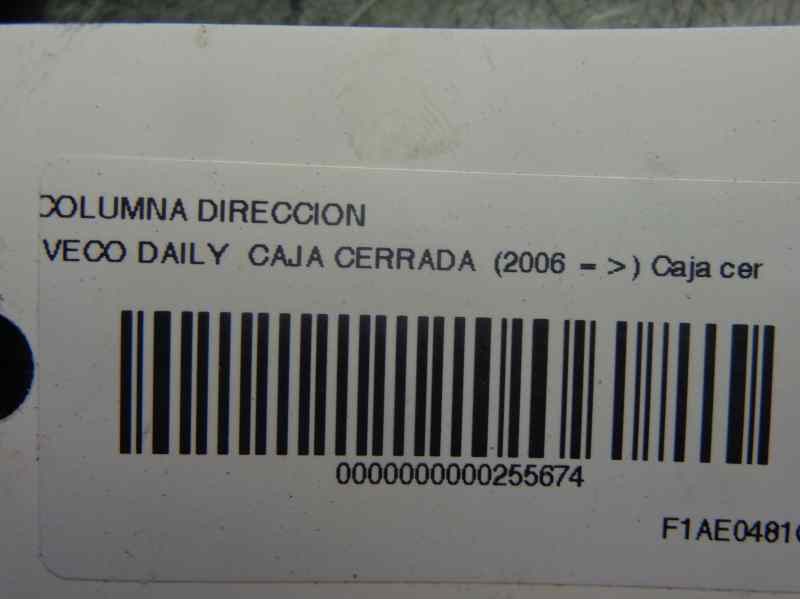 COLUMNA DIRECCION
VECO DAILY CAJA CERRADA (2006 = >) Caja cer
0000000000255674
F1AE0481